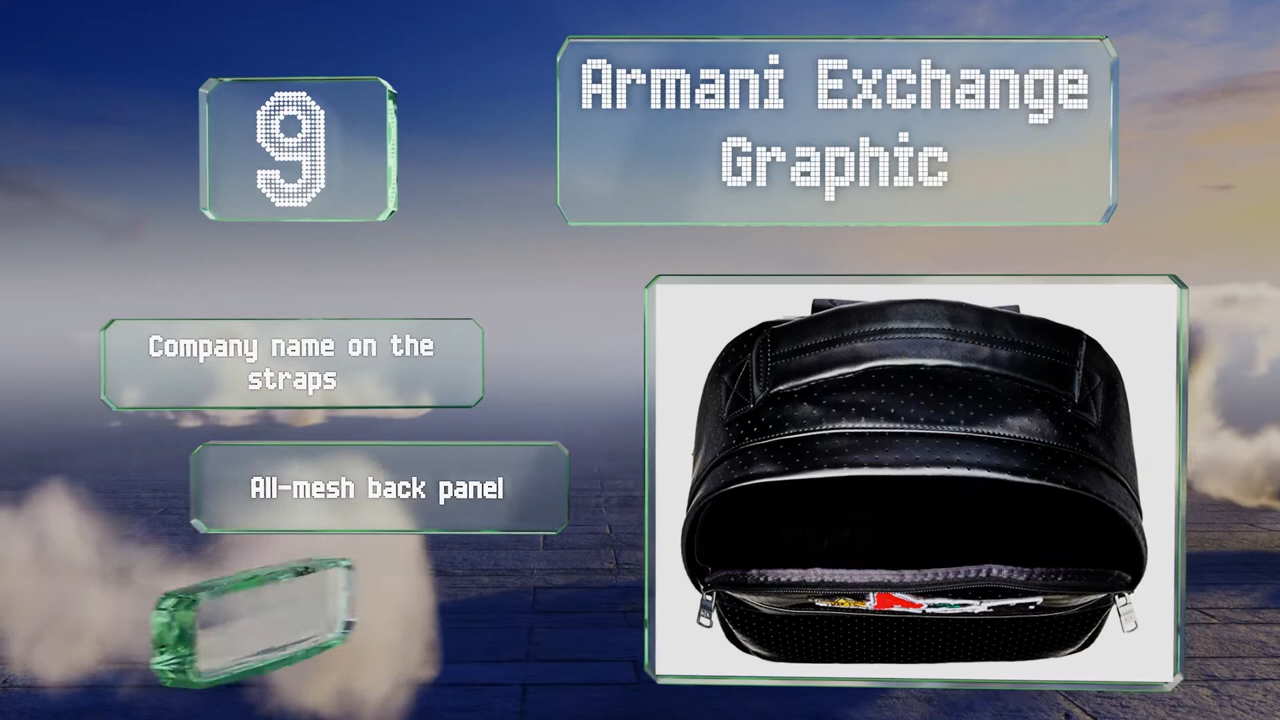 9
Armani Exchange
Graphic
Company name on the
straps
All-mesh back panel